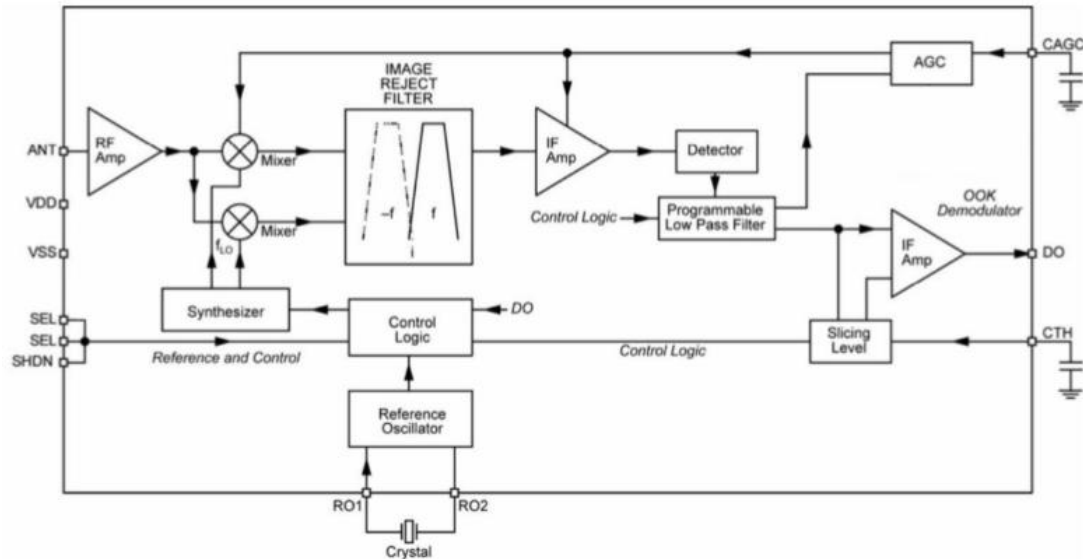 CAGC
AGC
IMAGE
REJECT
FILTER
ANT
RF
Amp
Mixer
IF
Amp
Detector
VDD
–f
f
Control Logic
Programmable
Low Pass Filter
OOK
Demodulator
Mixer
fLO
IF
Amp
VSS
DO
Synthesizer
DO
SEL
Control
Logic
Slicing
Level
SEL
CTH
SHDN
Reference and Control
Control Logic
Reference
Oscillator
RO1
RO2
Crystal